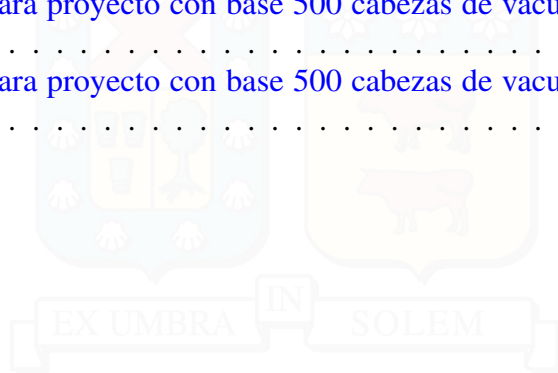 ara proyecto con base 500 cabezas de vacu
. . . . . . . . . . . . . . . . . . . . . . .
ara proyecto con base 500 cabezas de vacu
. . . . . . . . . . . . . . . . . . . . . . .
EX UMBRA IN SOLEM